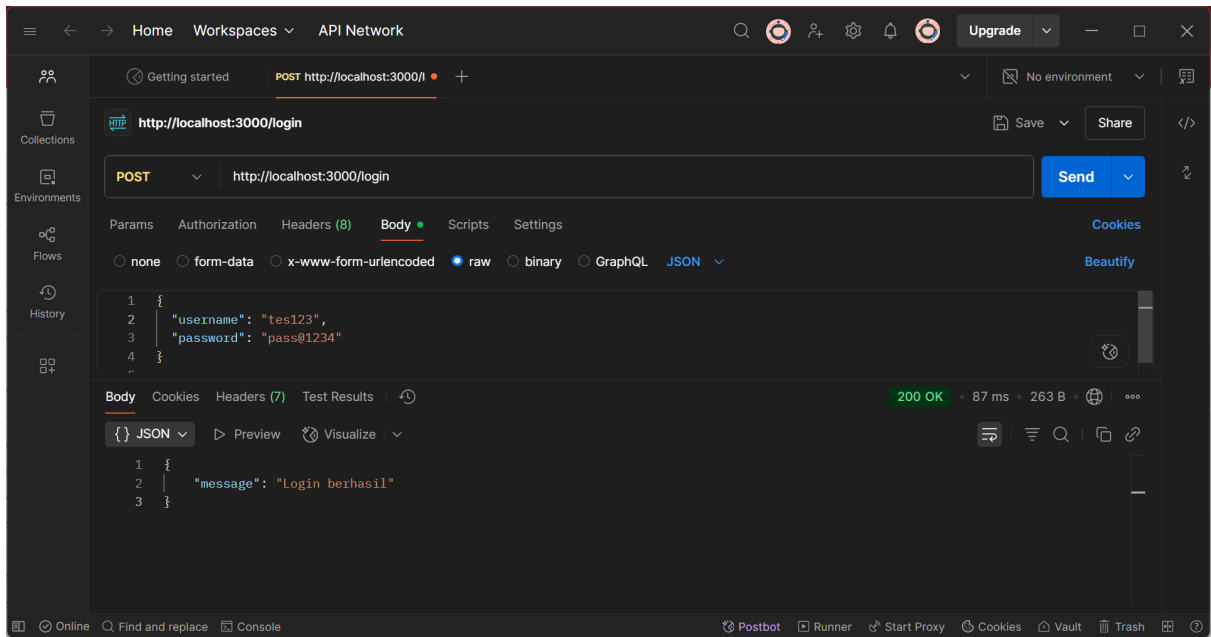 Home Workspaces API Network Upgrade
Getting started POST http://localhost:3000/l No environment
HTTP http://localhost:3000/login Save Share
Collections
Environments
Flows
History
POST http://localhost:3000/login Send
Params Authorization Headers (8) Body Scripts Settings Cookies
none form-data x-www-form-urlencoded raw binary GraphQL JSON Beautify
1 {
2 "username": "tes123",
3 "password": "pass@1234"
4 }
Body Cookies Headers (7) Test Results 200 OK 87 ms 263 B
{} JSON Preview Visualize
1 {
2 "message": "Login berhasil"
3 }
Online Find and replace Console Postbot Runner Start Proxy Cookies Vault Trash